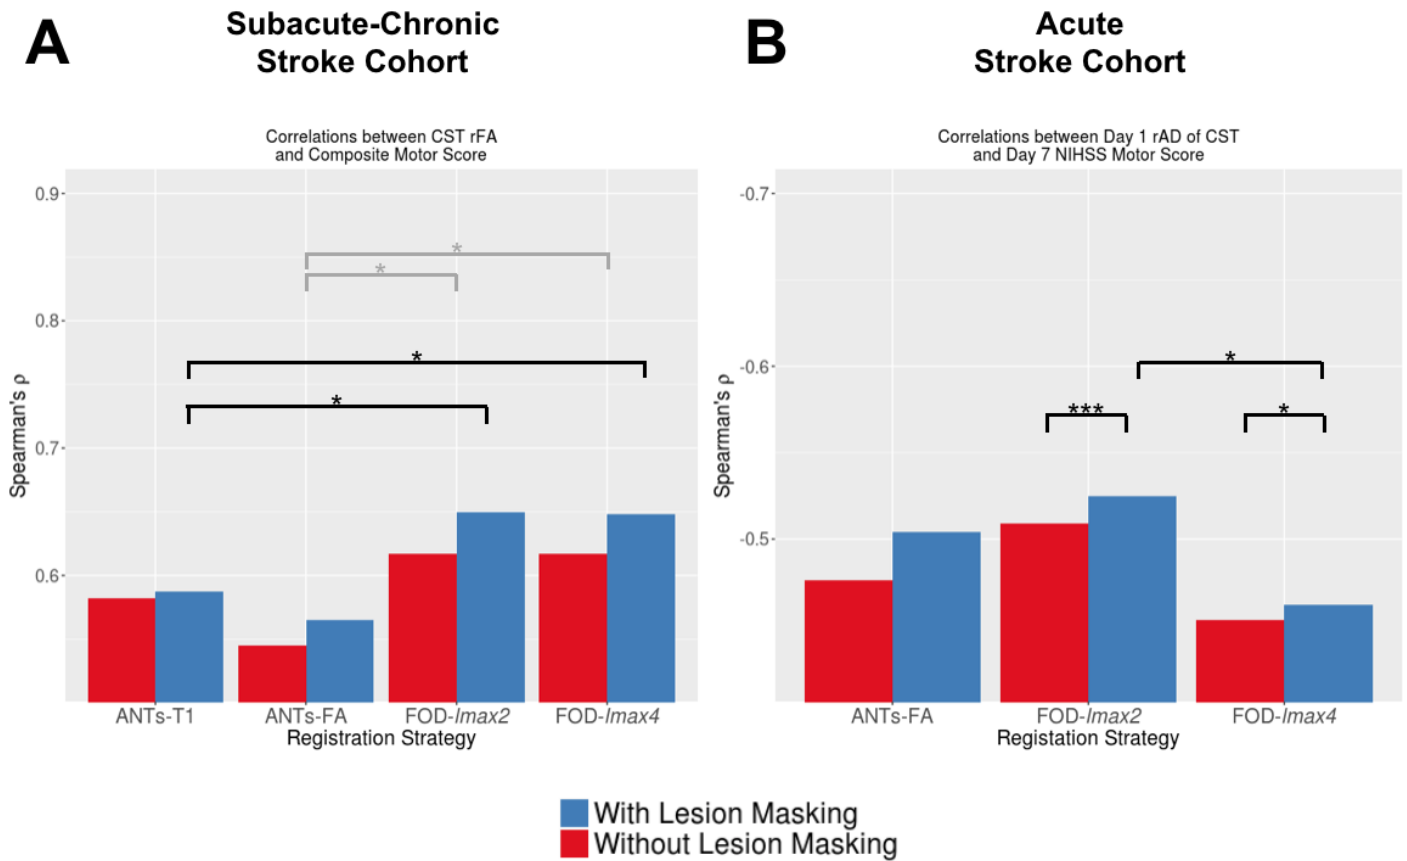 A
Subacute-Chronic
Stroke Cohort
Correlations between CST rFA
and Composite Motor Score
0.9
0.8
0.7
0.6
Spearman's ρ
*
*
*
*
ANTs-T1
ANTs-FA
FOD-lmax2
FOD-lmax4
Registration Strategy
B
Acute
Stroke Cohort
Correlations between Day 1 rAD of CST
and Day 7 NIHSS Motor Score
-0.7
-0.6
-0.5
Spearman's ρ
*
***
*
ANTs-FA
FOD-lmax2
FOD-lmax4
Registation Strategy
With Lesion Masking
Without Lesion Masking